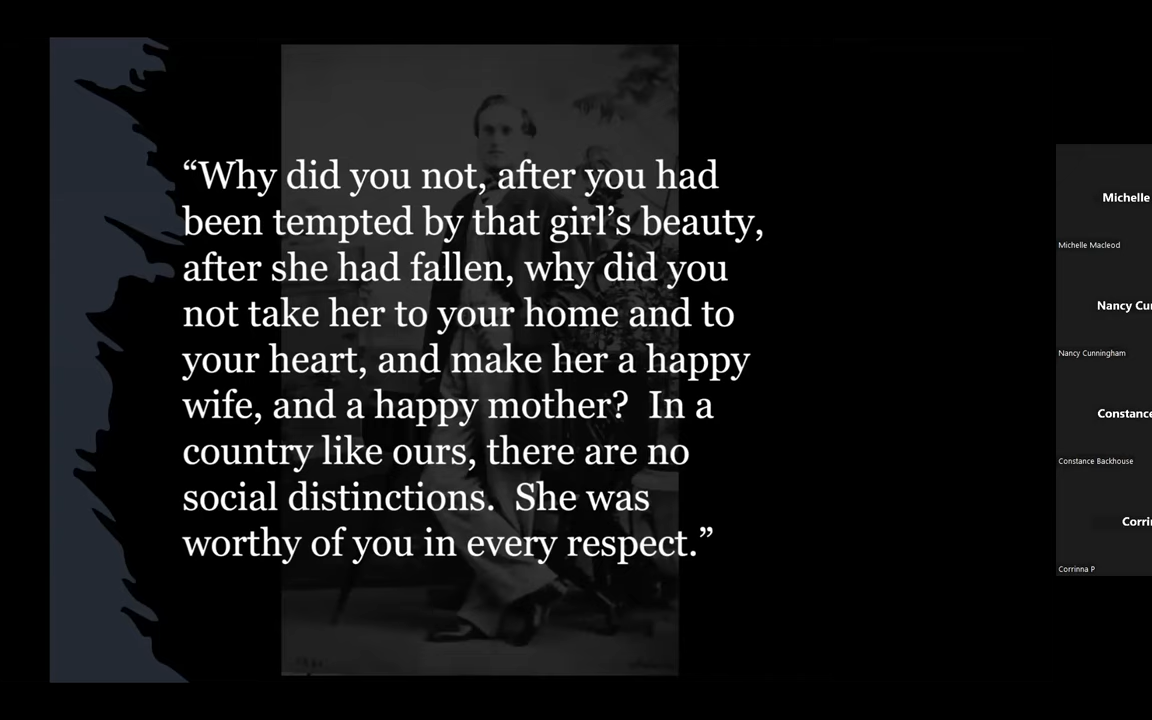 “Why did you not, after you had
been tempted by that girl’s beauty,
after she had fallen, why did you
not take her to your home and to
your heart, and make her a happy
wife, and a happy mother?  In a
country like ours, there are no
social distinctions.  She was
worthy of you in every respect.”
Michelle
Michelle Macleod
Nancy Cu
Nancy Cunningham
Constance
Constance Backhouse
Corri
Corrinna P